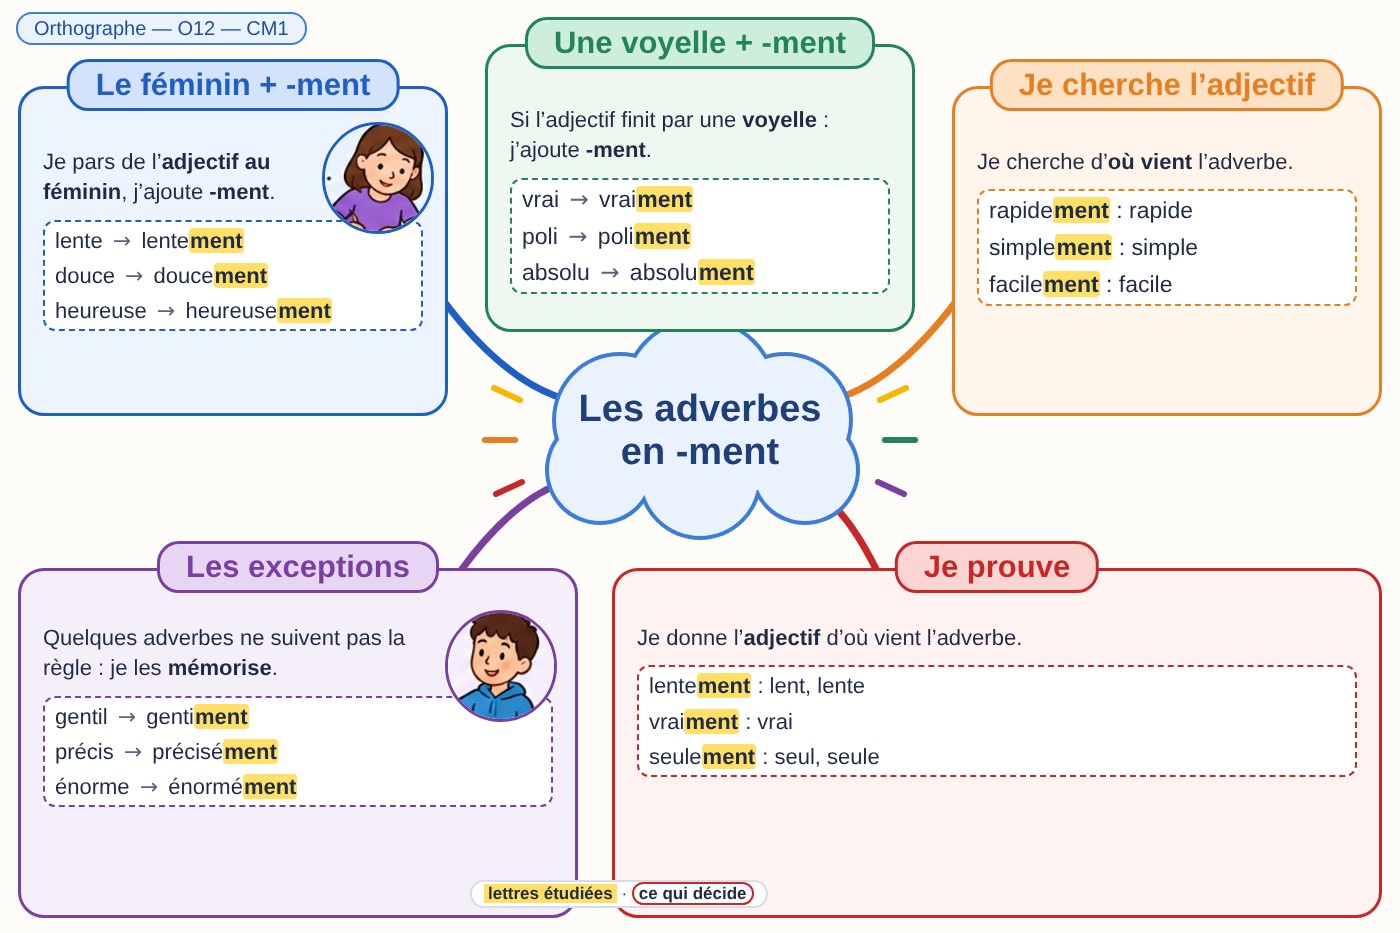 Orthographe — O12 — CM1
Le féminin + -ment
Je pars de l’adjectif au
féminin, j’ajoute -ment.
lente → lentement
douce → doucement
heureuse → heureusement
Une voyelle + -ment
Si l’adjectif finit par une voyelle :
j’ajoute -ment.
vrai → vraiment
poli → poliment
absolu → absolument
Je cherche l’adjectif
Je cherche d’où vient l’adverbe.
rapidement : rapide
simplement : simple
facilement : facile
Les adverbes
en -ment
Les exceptions
Quelques adverbes ne suivent pas la
règle : je les mémorise.
gentil → gentiment
précis → précisément
énorme → énormément
Je prouve
Je donne l’adjectif d’où vient l’adverbe.
lentement : lent, lente
vraiment : vrai
seulement : seul, seule
lettres étudiées · ce qui décide